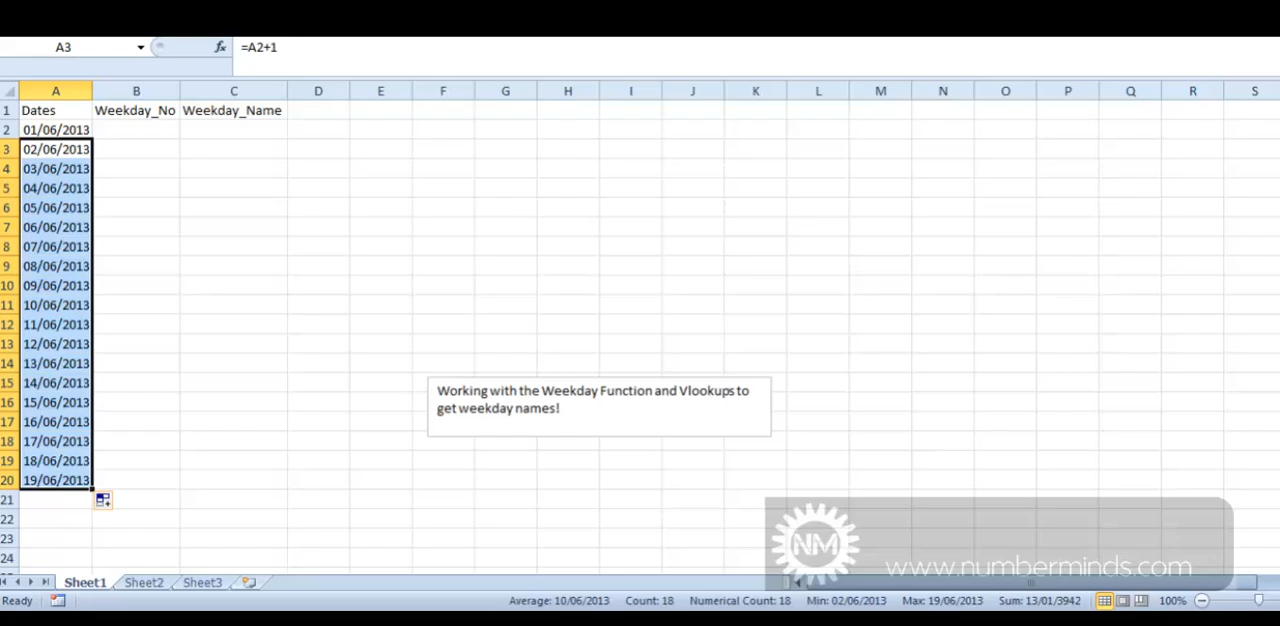 A3 fx =A2+1
A B C D E F G H I J K L M N O P Q R S
1 Dates Weekday_No Weekday_Name
2 01/06/2013
3 02/06/2013
4 03/06/2013
5 04/06/2013
6 05/06/2013
7 06/06/2013
8 07/06/2013
9 08/06/2013
10 09/06/2013
11 10/06/2013
12 11/06/2013
13 12/06/2013
14 13/06/2013
15 14/06/2013
16 15/06/2013
17 16/06/2013
18 17/06/2013
19 18/06/2013
20 19/06/2013
21
22
23
24
Working with the Weekday Function and Vlookups to
get weekday names!
NM
www.numberminds.com
Sheet1 Sheet2 Sheet3
Ready Average: 10/06/2013 Count: 18 Numerical Count: 18 Min: 02/06/2013 Max: 19/06/2013 Sum: 13/01/3942 100%